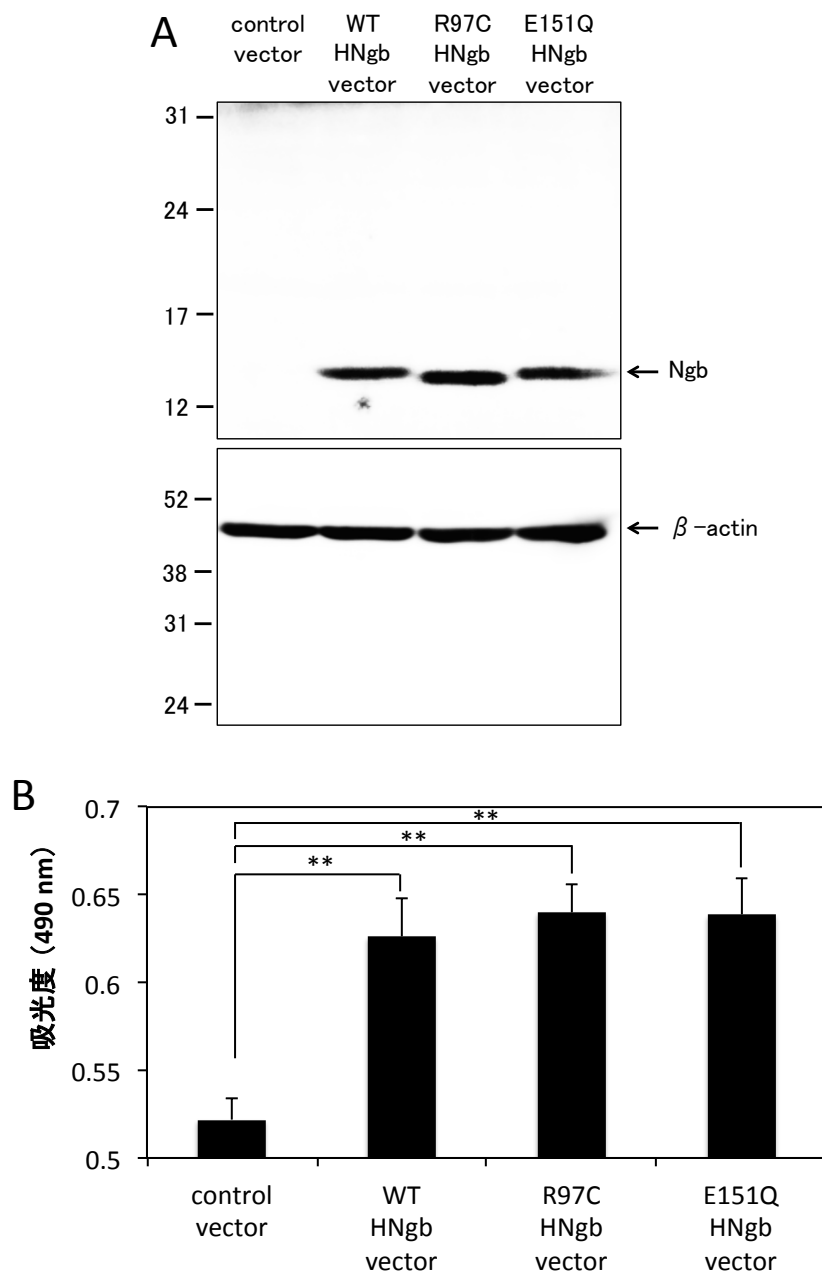 A
control
vector
WT
HNgb
vector
R97C
HNgb
vector
E151Q
HNgb
vector
31
24
17
12
Ngb
52
38
31
24
β-actin
B
吸光度（490 nm）
0.7
0.65
0.6
0.55
0.5
**
**
**
control
vector
WT
HNgb
vector
R97C
HNgb
vector
E151Q
HNgb
vector